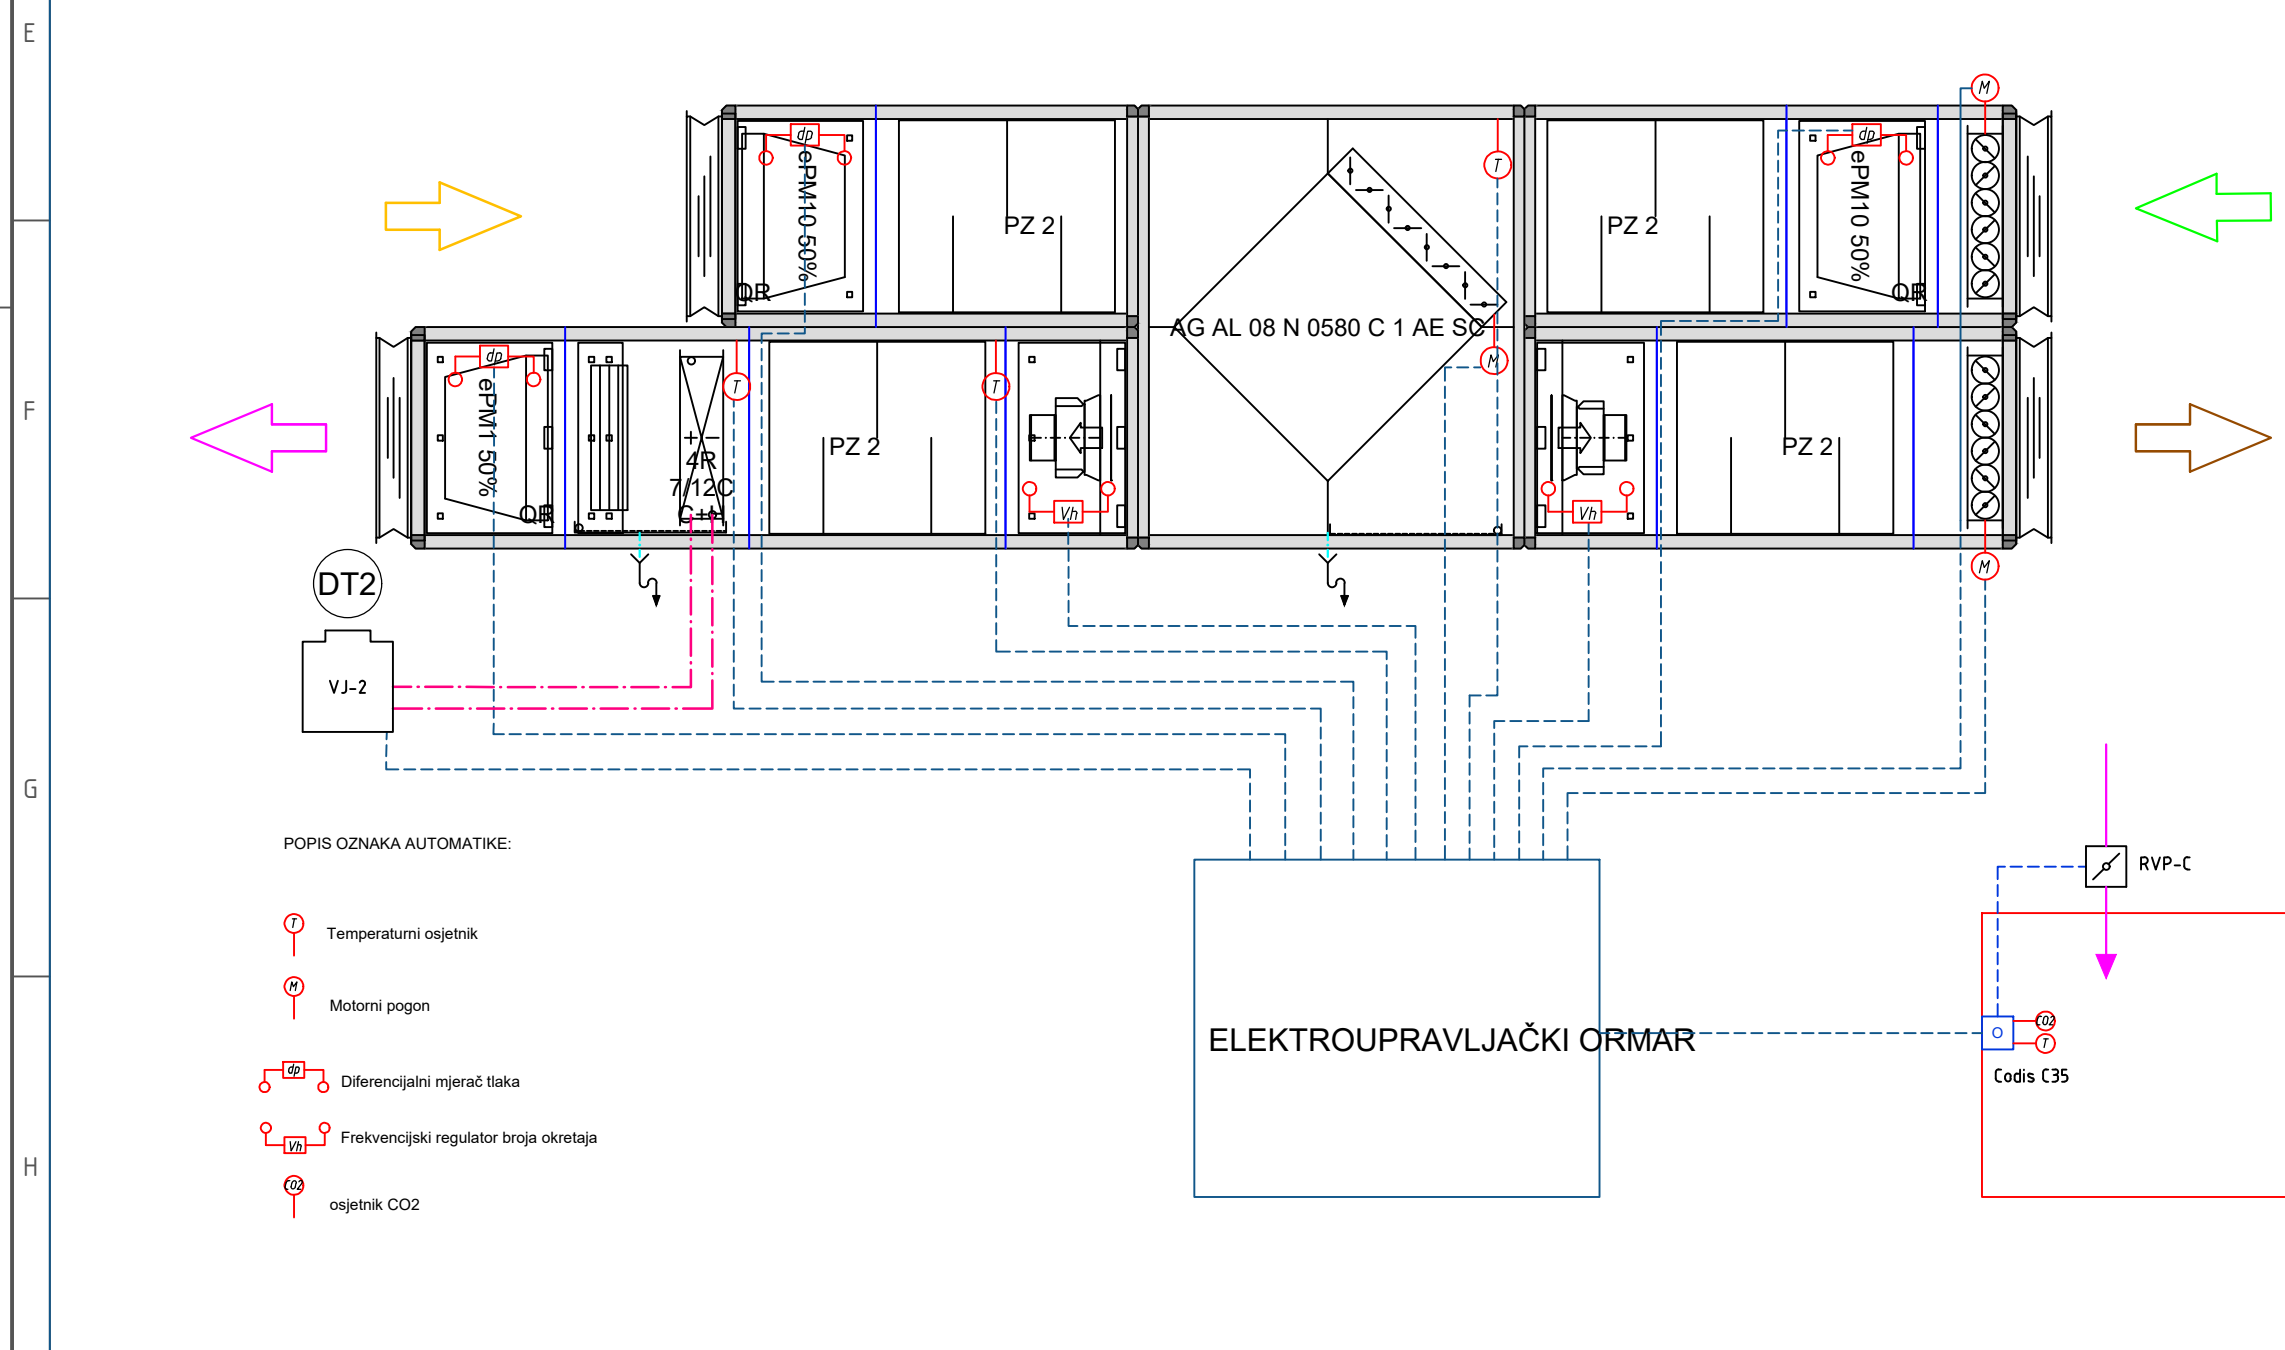 E
M
dp
dp
T
ePM10 50%
ePM10 50%
PZ 2
PZ 2
QR
QR
AG AL 08 N 0580 C 1 AE SC
dp
T
T
M
F
ePM1 50%
PZ 2
PZ 2
4R
7/12C
C+
QR
Vh
Vh
M
DT2
VJ-2
G
POPIS OZNAKA AUTOMATIKE:
RVP-C
T
Temperaturni osjetnik
M
Motorni pogon
CO2
O
T
ELEKTROUPRAVLJAČKI ORMAR
Codis C35
dp
Diferencijalni mjerač tlaka
Vh
Frekvencijski regulator broja okretaja
H
CO2
osjetnik CO2